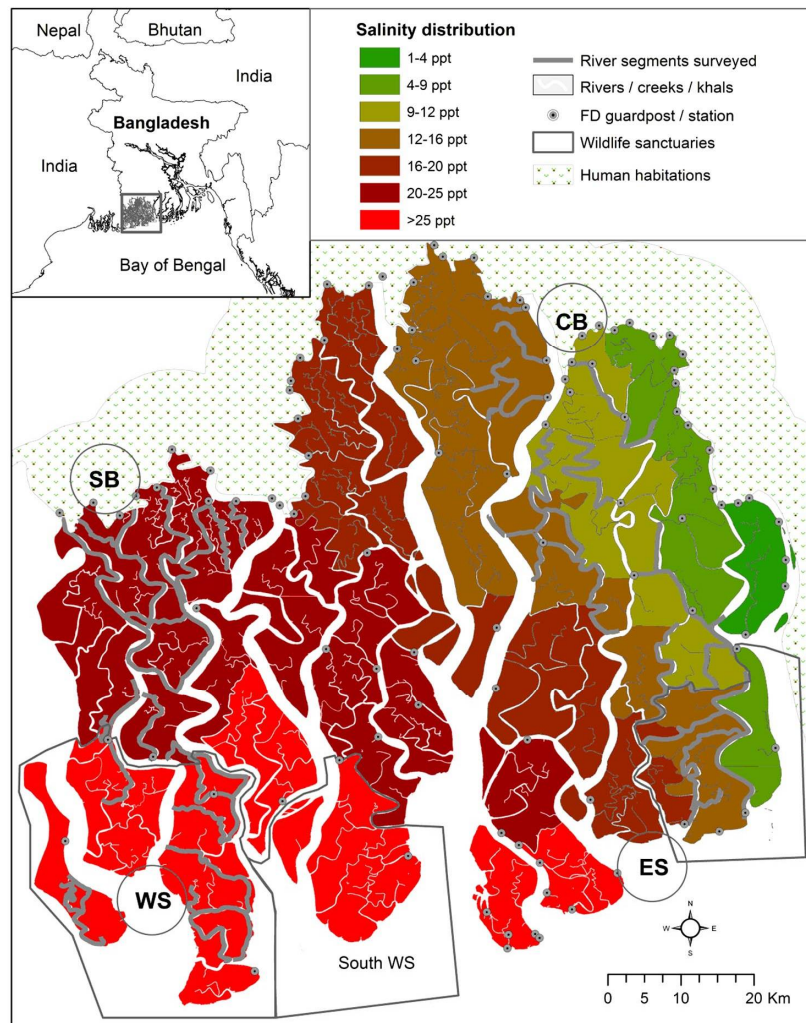 Nepal
Bhutan
India
Bangladesh
India
Bay of Bengal
Salinity distribution
1-4 ppt
4-9 ppt
9-12 ppt
12-16 ppt
16-20 ppt
20-25 ppt
>25 ppt
River segments surveyed
Rivers / creeks / khals
FD guardpost / station
Wildlife sanctuaries
Human habitations
CB
SB
WS
ES
South WS
N
W E
S
0 5 10 20 Km